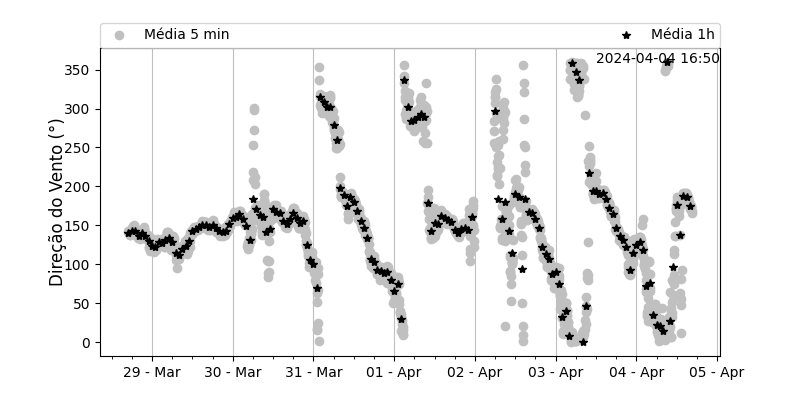 Média 5 min
Média 1h
2024-04-04 16:50
Direção do Vento (°)
350
300
250
200
150
100
50
0
29 - Mar
30 - Mar
31 - Mar
01 - Apr
02 - Apr
03 - Apr
04 - Apr
05 - Apr